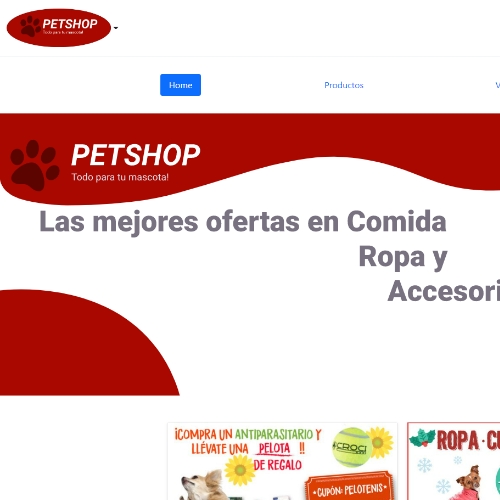 PETSHOP
Todo para tu mascota!
Home
Productos
V
PETSHOP
Todo para tu mascota!
Las mejores ofertas en Comida
Ropa y
Accesori
¡COMPRA UN ANTIPARASITARIO Y
LLÉVATE UNA PELOTA !!
DE REGALO
CROCI
CUPÓN: PELOTENIS
ROPA · CU